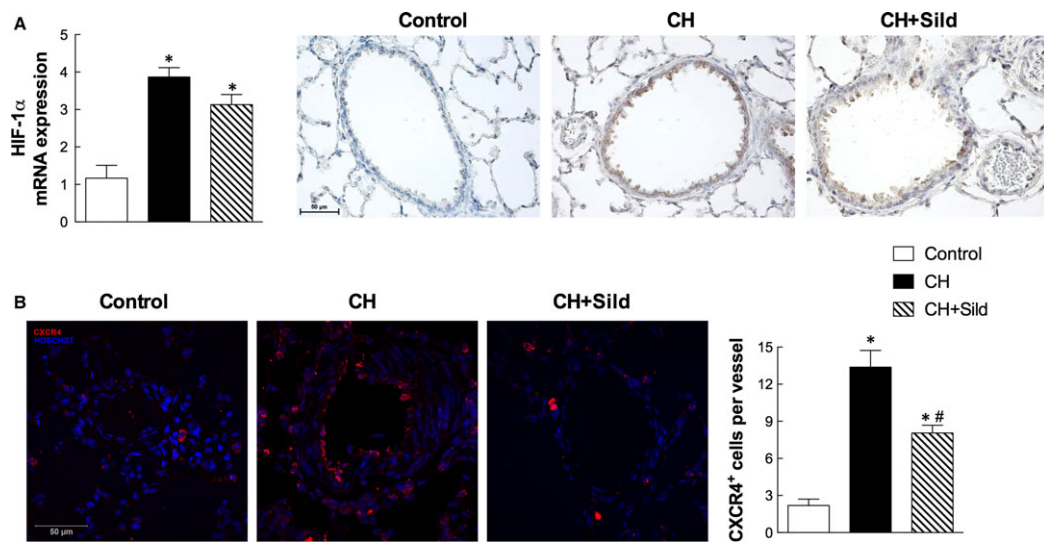 A
HIF-1α
mRNA expression
5
4
3
2
1
0
*
*
Control
CH
CH+Sild
50 µm
Control
CH
CH+Sild
B
Control
CH
CH+Sild
CXCR4
HOECHST
50 µm
CXCR4⁺ cells per vessel
15
12
9
6
3
0
*
* #